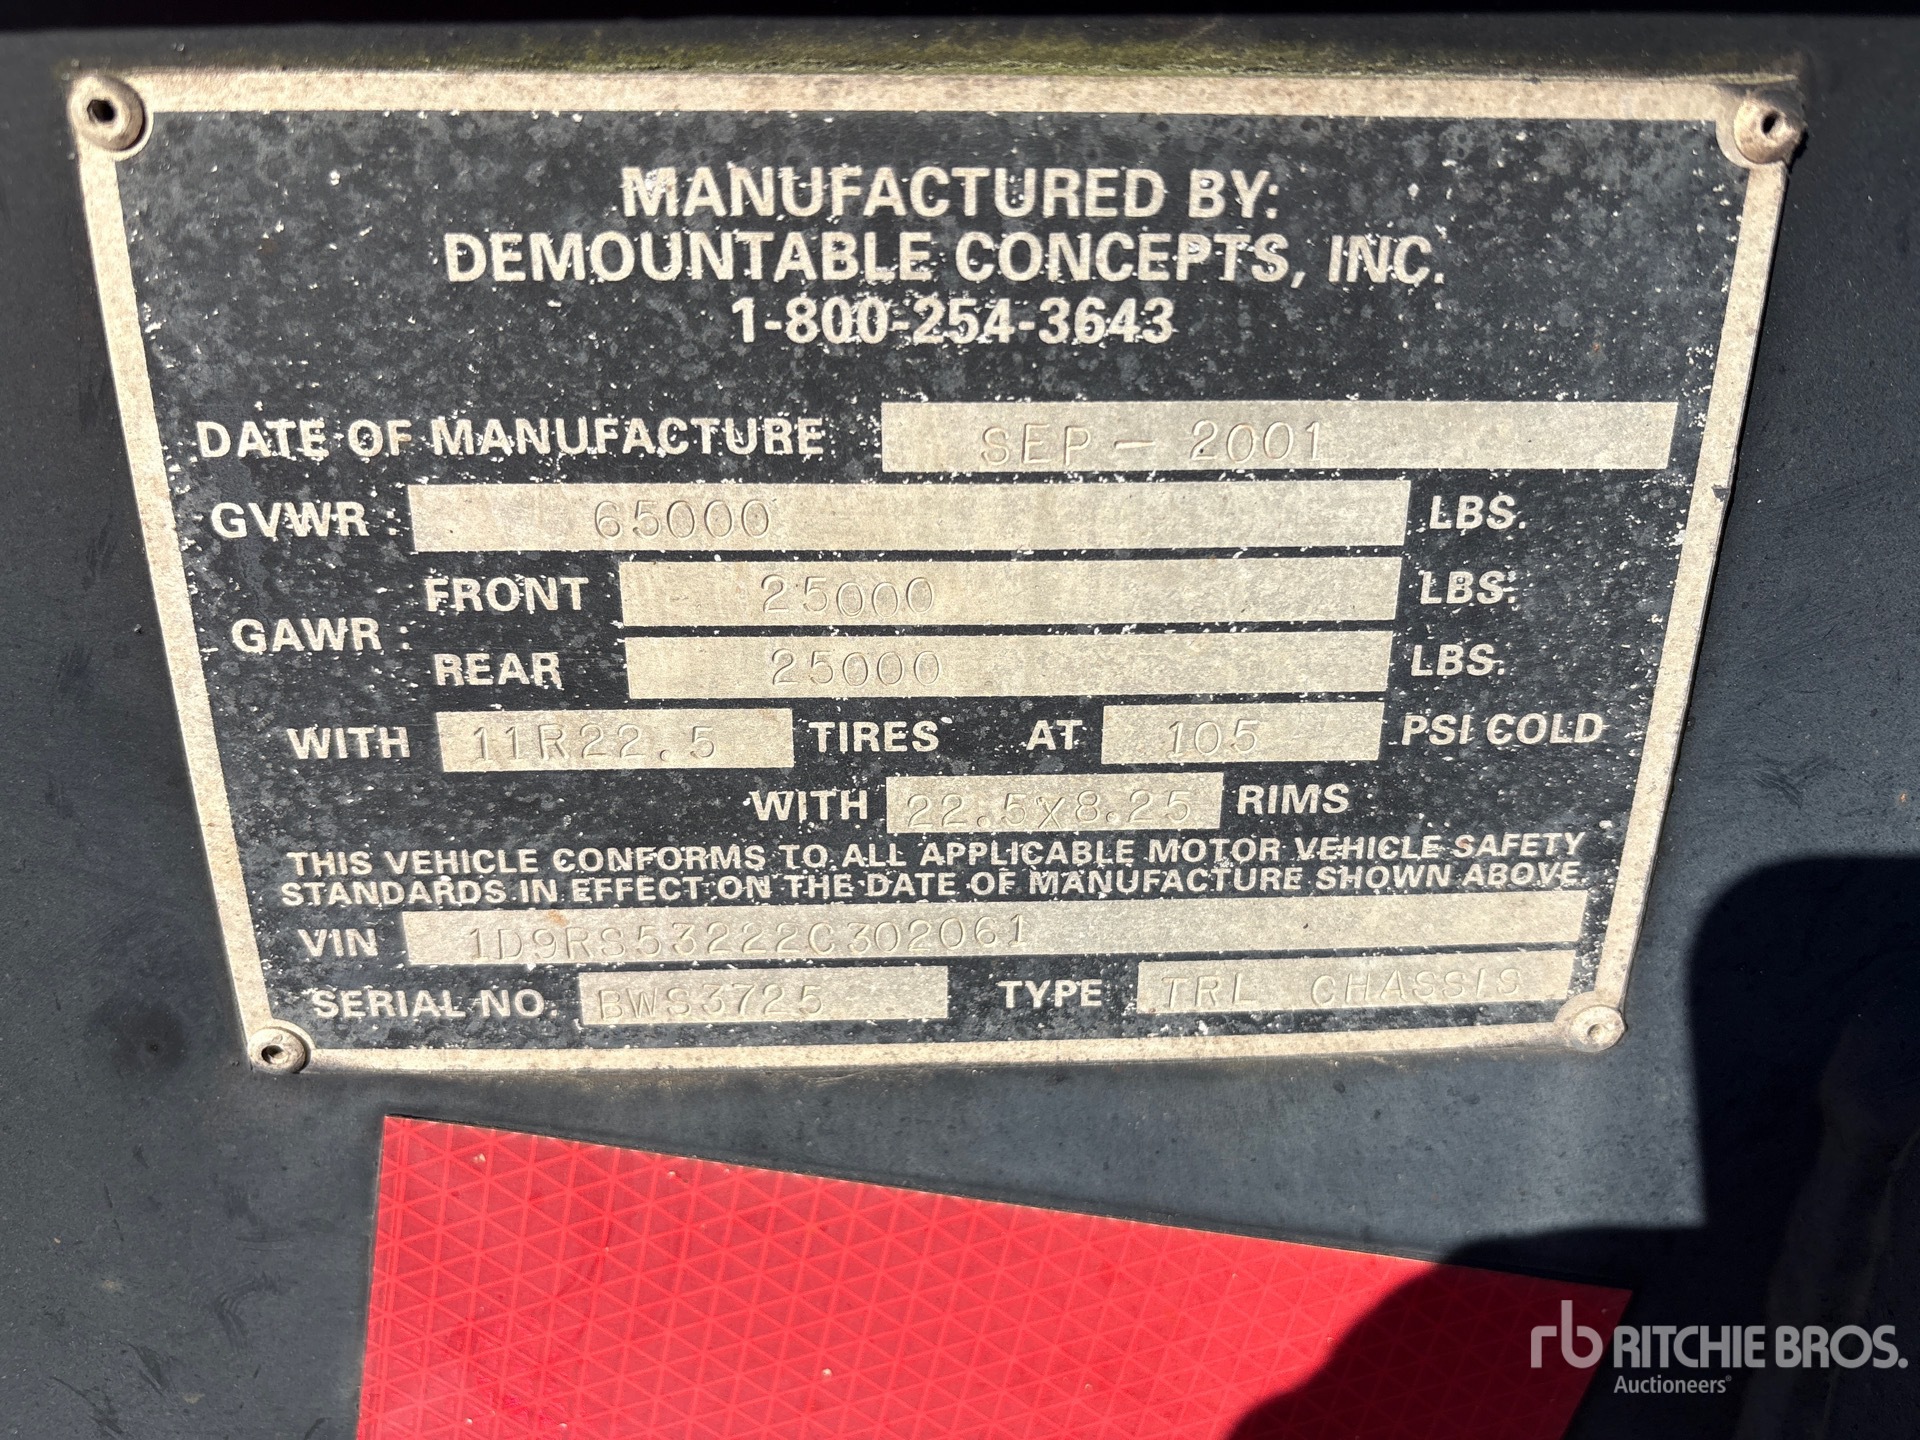 MANUFACTURED BY:
DEMOUNTABLE CONCEPTS, INC.
1-800-254-3643
DATE OF MANUFACTURE SEP - 2001
GVWR : 65000 LBS.
FRONT 25000 LBS.
GAWR :
REAR 25000 LBS.
WITH 11R22.5 TIRES AT 105 PSI COLD
WITH 22.5X8.25 RIMS
THIS VEHICLE CONFORMS TO ALL APPLICABLE MOTOR VEHICLE SAFETY
STANDARDS IN EFFECT ON THE DATE OF MANUFACTURE SHOWN ABOVE.
VIN 1D9RS53222C302061
SERIAL NO. BWS3725 TYPE TRL CHASSIS
rb RITCHIE BROS.
Auctioneers®